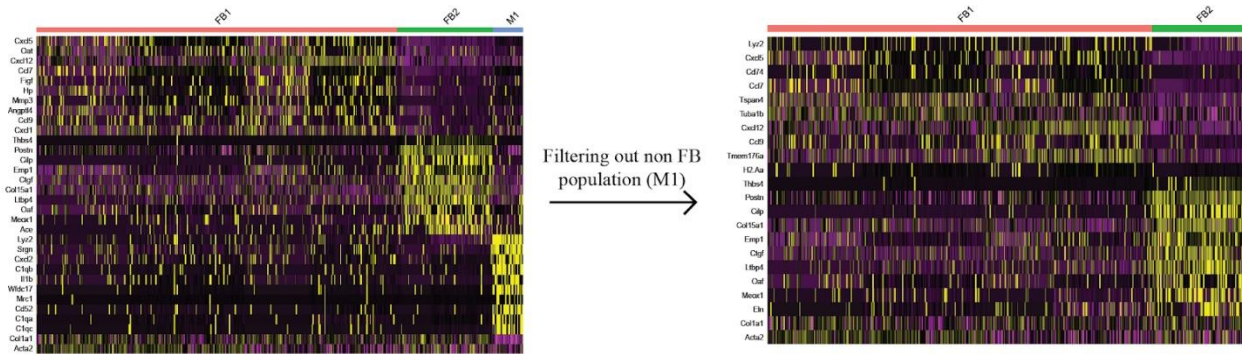 FB1
FB2
M1
Cxcl5
Oat
Cxcl12
Ccl7
Figf
Hp
Mmp3
Angptl4
Ccl9
Cxcl1
Thbs4
Postn
Cilp
Emp1
Ctgf
Col15a1
Ltbp4
Oaf
Meox1
Ace
Lyz2
Srgn
Cxcl2
C1qb
Il1b
Wfdc17
Mrc1
Cd52
C1qa
C1qc
Col1a1
Acta2
Filtering out non FB
population (M1)
FB1
FB2
Lyz2
Cxcl5
Cd74
Ccl7
Tspan4
Tuba1b
Cxcl12
Ccl9
Tmem176a
H2.Aa
Thbs4
Postn
Cilp
Col15a1
Emp1
Ctgf
Ltbp4
Oaf
Meox1
Eln
Col1a1
Acta2